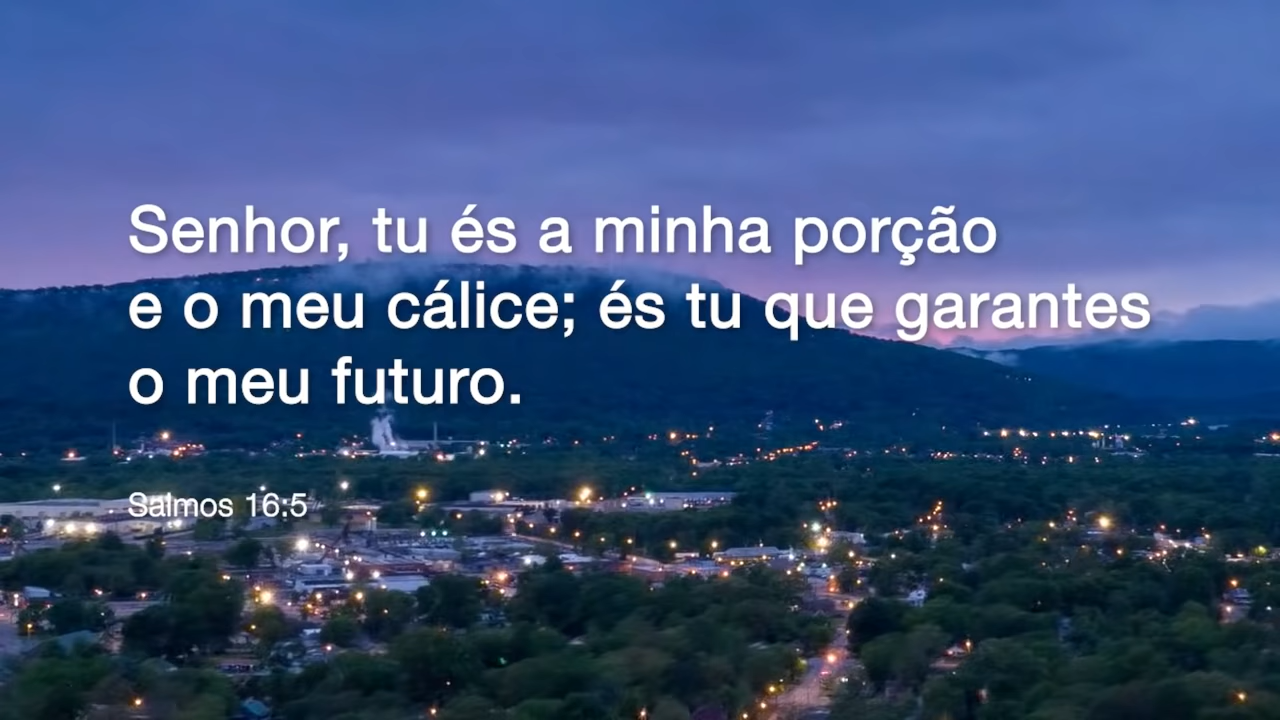 Senhor, tu és a minha porção
e o meu cálice; és tu que garantes
o meu futuro.
Salmos 16:5